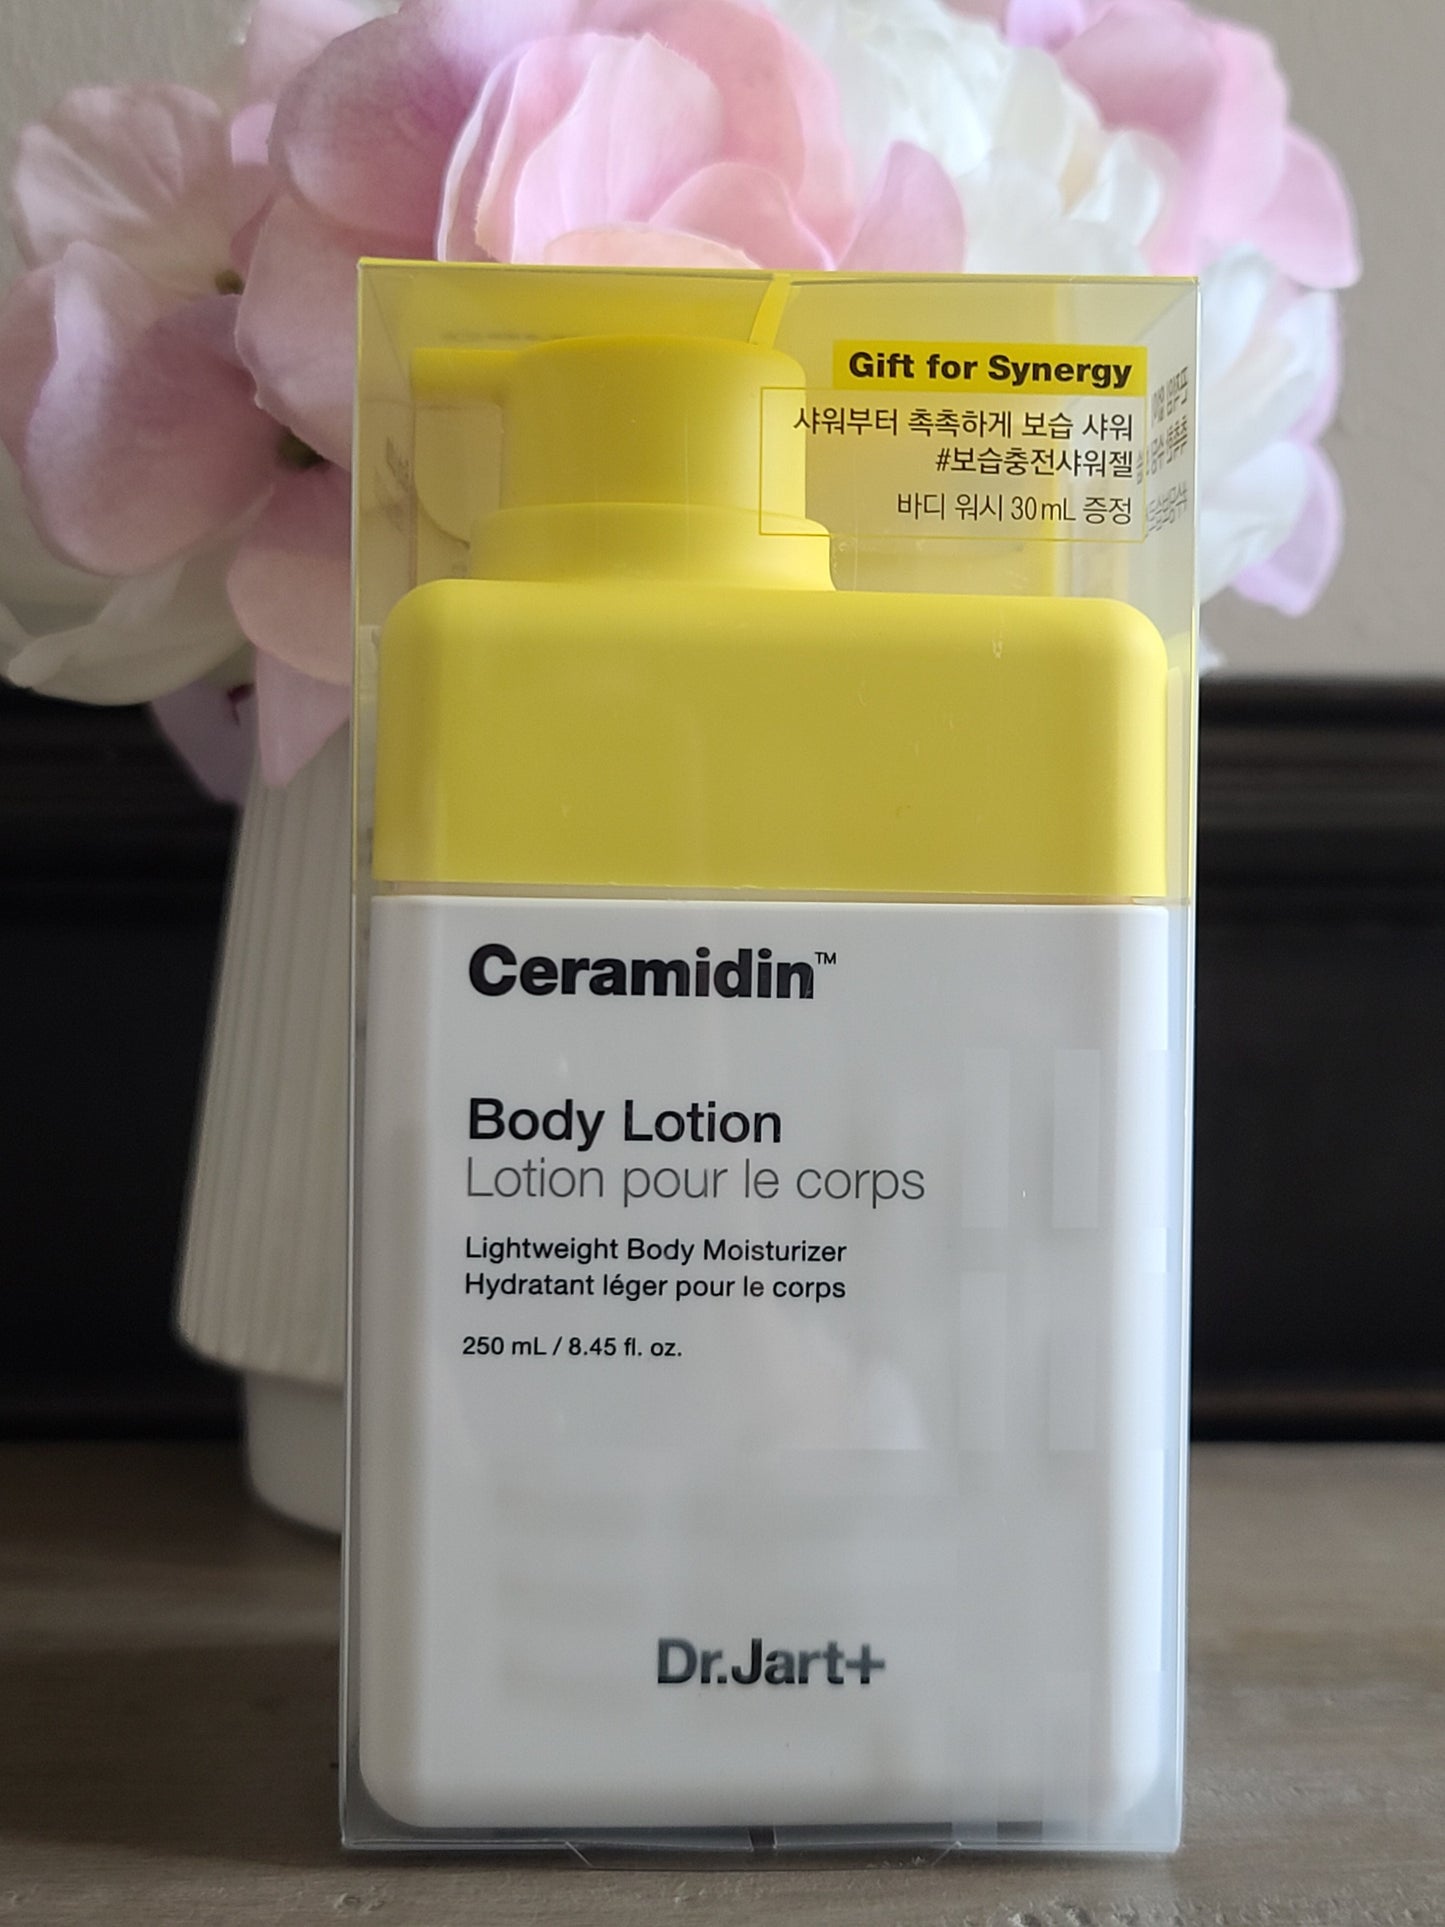 Gift for Synergy
샤워부터 촉촉하게 보습 샤워
#보습충전샤워젤
바디 워시 30mL 증정
Ceramidin™
Body Lotion
Lotion pour le corps
Lightweight Body Moisturizer
Hydratant léger pour le corps
250 mL / 8.45 fl. oz.
Dr.Jart+